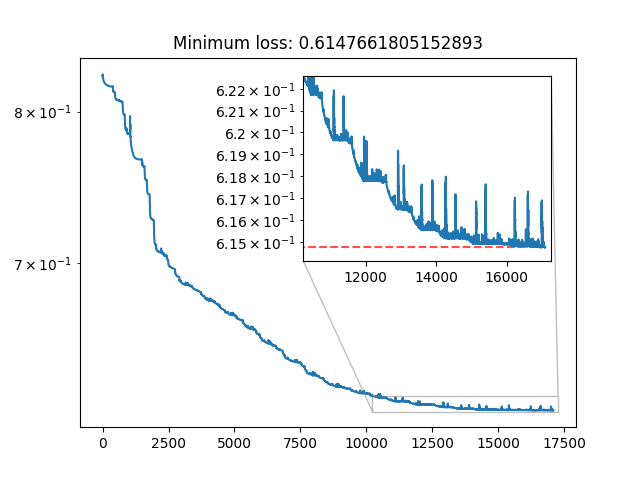 Minimum loss: 0.6147661805152893
8 × 10⁻¹
7 × 10⁻¹
6.22 × 10⁻¹
6.21 × 10⁻¹
6.2 × 10⁻¹
6.19 × 10⁻¹
6.18 × 10⁻¹
6.17 × 10⁻¹
6.16 × 10⁻¹
6.15 × 10⁻¹
12000 14000 16000
0 2500 5000 7500 10000 12500 15000 17500